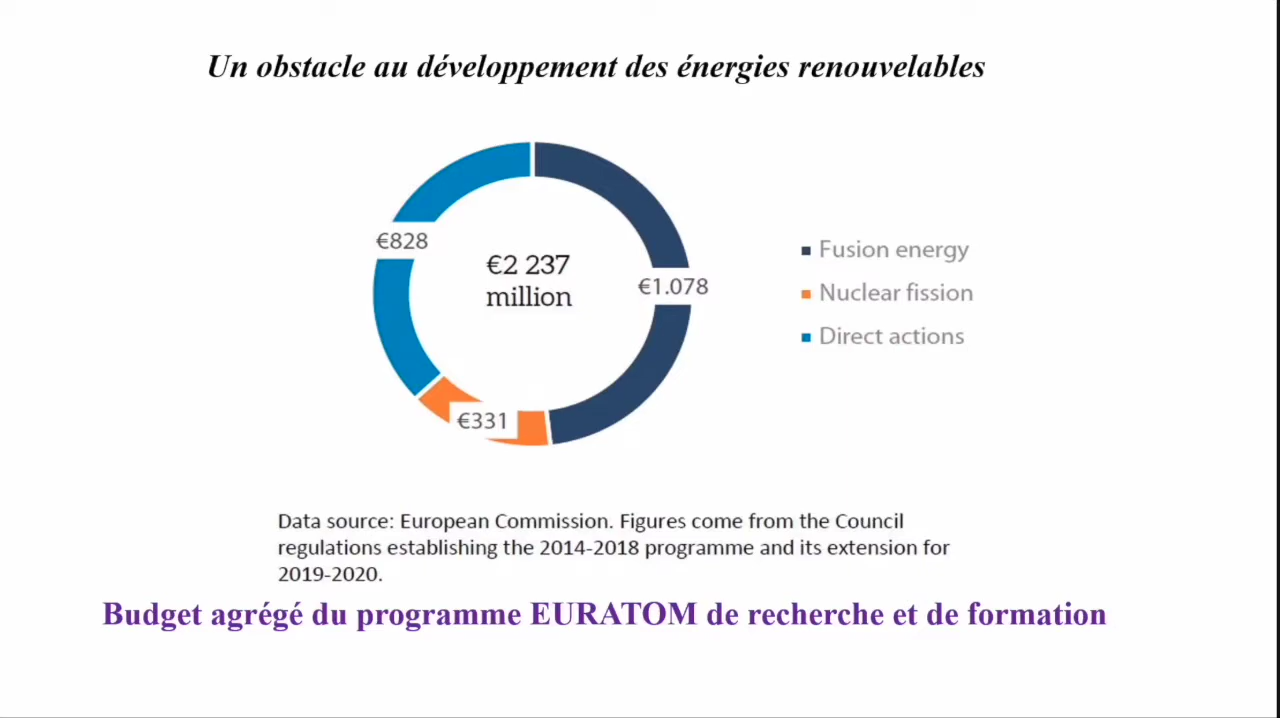 Un obstacle au développement des énergies renouvelables
€828
€2 237
million
€1.078
€331
Fusion energy
Nuclear fission
Direct actions
Data source: European Commission. Figures come from the Council
regulations establishing the 2014-2018 programme and its extension for
2019-2020.
Budget agrégé du programme EURATOM de recherche et de formation